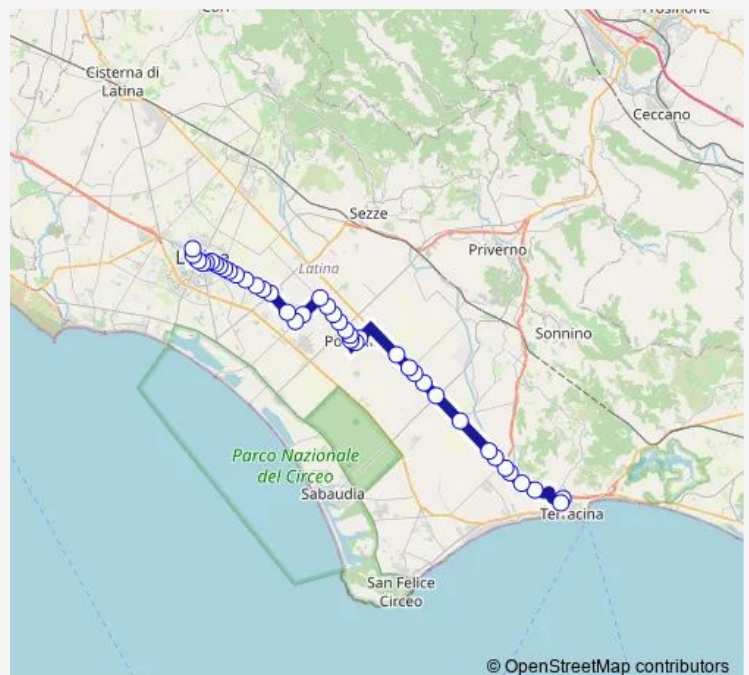 Cisterna di
Latina
Ceccano
Sezze
Priverno
Latina
Sonnino
Parco Nazionale
del Circeo
Sabaudia
Terracina
San Felice
Circeo
© OpenStreetMap contributors